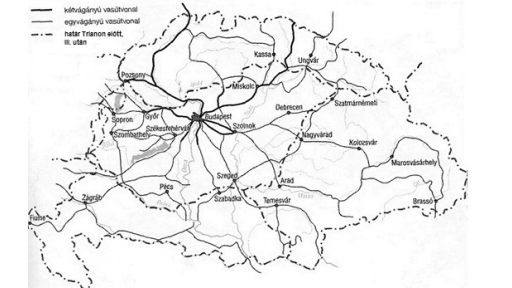 kétvágányú vasútvonal
egyvágányú vasútvonal
határ Trianon előtt,
III. után
Kassa
Ungvár
Pozsony
Miskolc
Szatmárnémeti
Debrecen
Győr
Budapest
Sopron
Székesfehérvár
Szolnok
Szombathely
Nagyvárad
Kolozsvár
Marosvásárhely
Szeged
Arad
Pécs
Zágráb
Szabadka
Temesvár
Brassó
Fiume